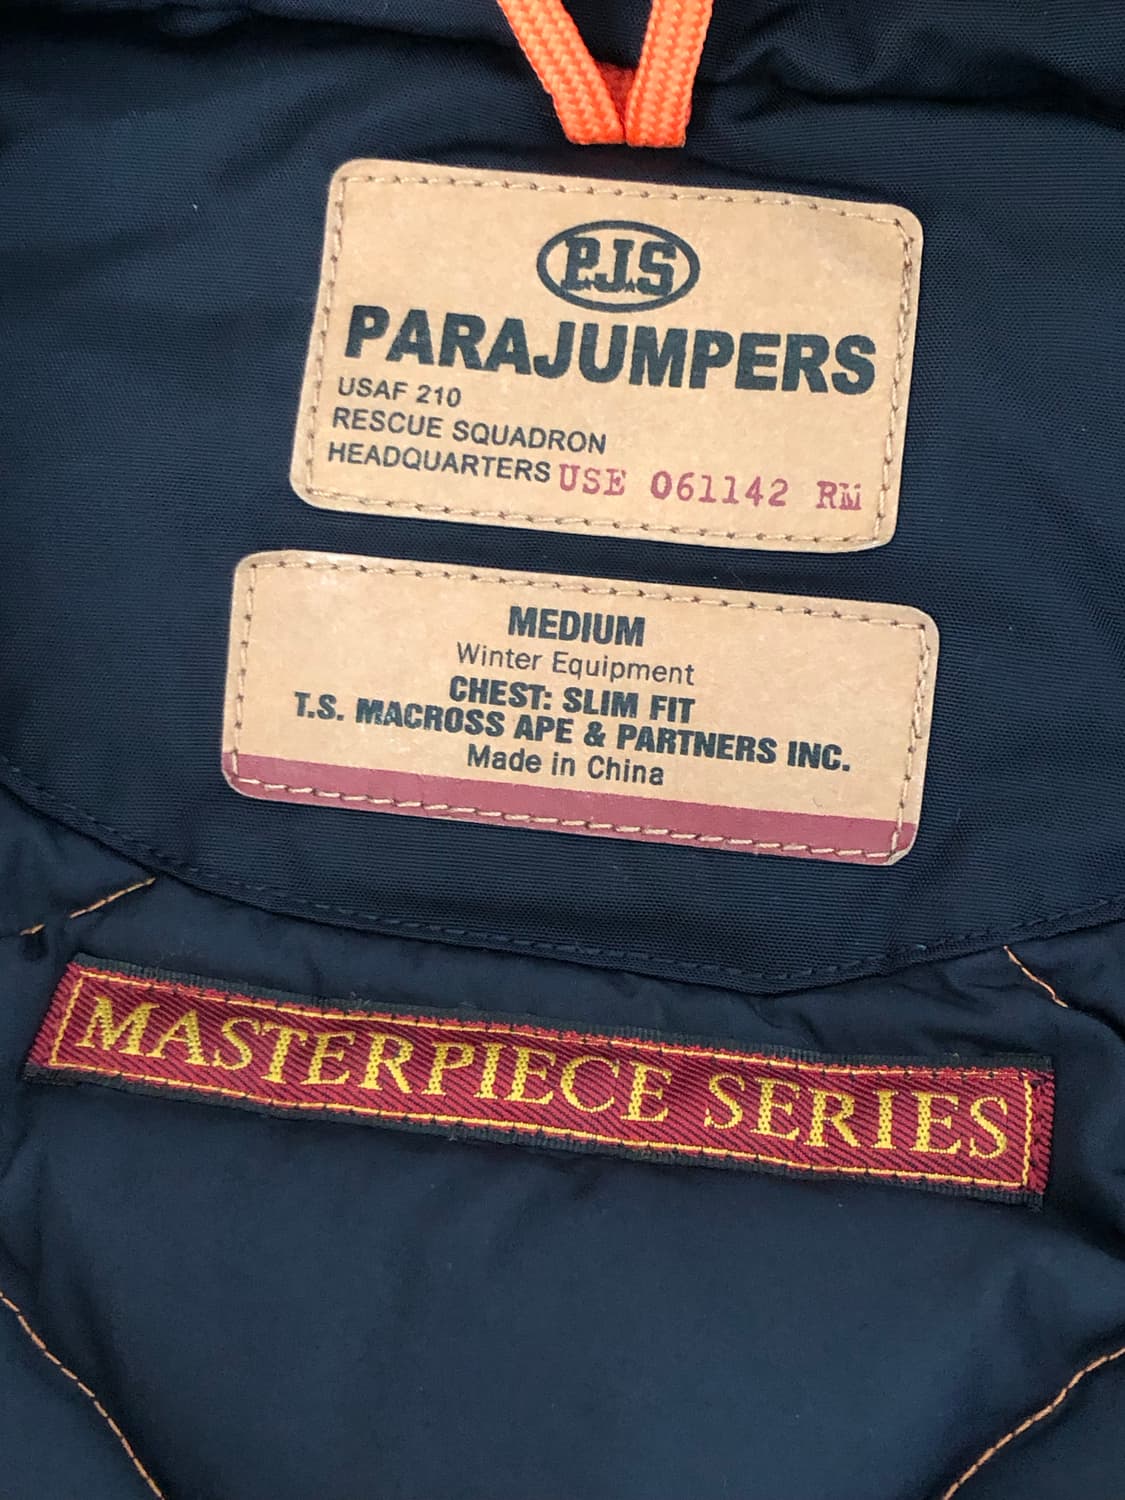 P.J.S
PARAJUMPERS
USAF 210
RESCUE SQUADRON
HEADQUARTERS USE 061142 RM
MEDIUM
Winter Equipment
CHEST: SLIM FIT
T.S. MACROSS APE & PARTNERS INC.
Made in China
MASTERPIECE SERIES